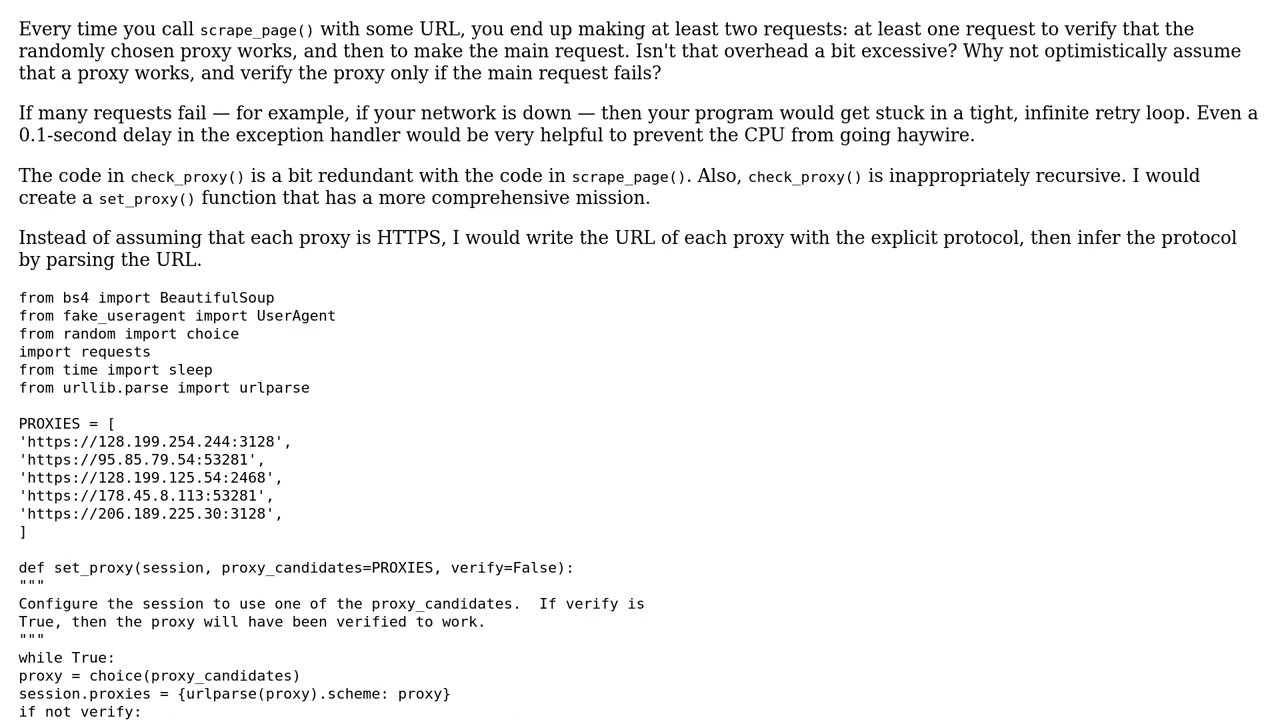 Every time you call scrape_page() with some URL, you end up making at least two requests: at least one request to verify that the
randomly chosen proxy works, and then to make the main request. Isn't that overhead a bit excessive? Why not optimistically assume
that a proxy works, and verify the proxy only if the main request fails?
If many requests fail — for example, if your network is down — then your program would get stuck in a tight, infinite retry loop. Even a
0.1-second delay in the exception handler would be very helpful to prevent the CPU from going haywire.
The code in check_proxy() is a bit redundant with the code in scrape_page(). Also, check_proxy() is inappropriately recursive. I would
create a set_proxy() function that has a more comprehensive mission.
Instead of assuming that each proxy is HTTPS, I would write the URL of each proxy with the explicit protocol, then infer the protocol
by parsing the URL.
from bs4 import BeautifulSoup
from fake_useragent import UserAgent
from random import choice
import requests
from time import sleep
from urllib.parse import urlparse
PROXIES = [
'https://128.199.254.244:3128',
'https://95.85.79.54:53281',
'https://128.199.125.54:2468',
'https://178.45.8.113:53281',
'https://206.189.225.30:3128',
]
def set_proxy(session, proxy_candidates=PROXIES, verify=False):
"""
Configure the session to use one of the proxy_candidates.  If verify is
True, then the proxy will have been verified to work.
"""
while True:
proxy = choice(proxy_candidates)
session.proxies = {urlparse(proxy).scheme: proxy}
if not verify: